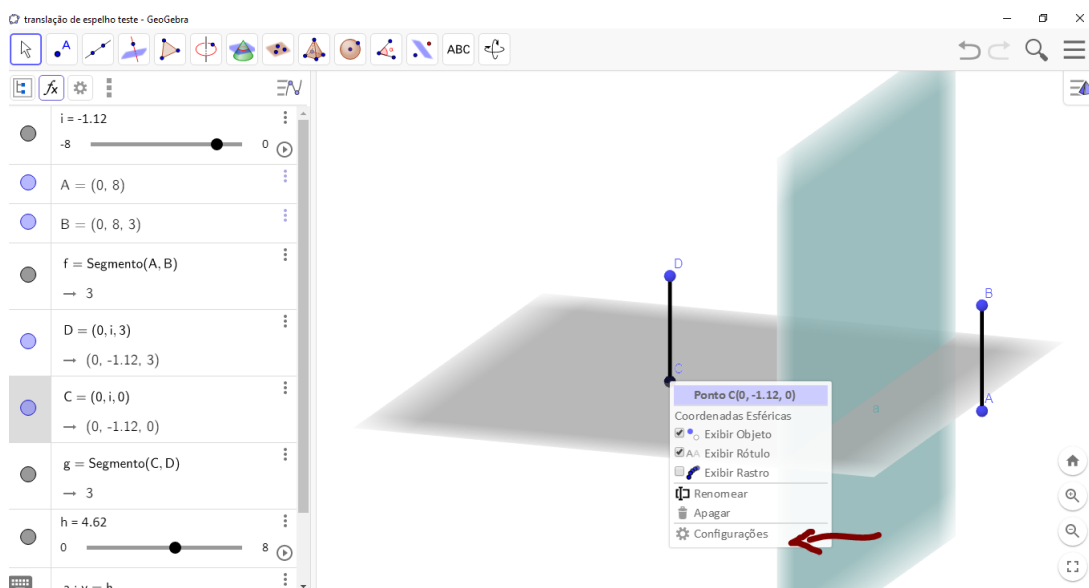 translação de espelho teste - GeoGebra
A
ABC
fx
i = -1.12
-8
0
A = (0, 8)
B = (0, 8, 3)
f = Segmento(A, B)
→ 3
D = (0, i, 3)
→ (0, -1.12, 3)
C = (0, i, 0)
→ (0, -1.12, 0)
g = Segmento(C, D)
→ 3
h = 4.62
0
8
a : y = h
D
B
C
A
a
Ponto C(0, -1.12, 0)
Coordenadas Esféricas
Exibir Objeto
AA Exibir Rótulo
Exibir Rastro
Renomear
Apagar
Configurações